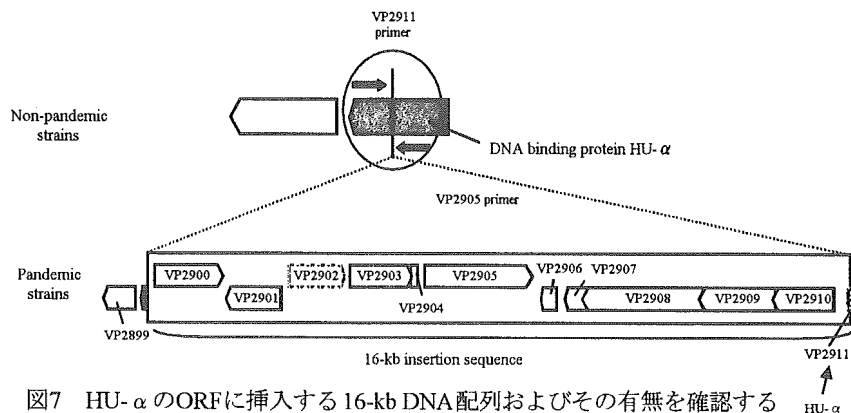 VP2911
primer
Non-pandemic
strains
DNA binding protein HU-α
VP2905 primer
Pandemic
strains
VP2900
VP2901
VP2902
VP2903
VP2904
VP2905
VP2906
VP2907
VP2908
VP2909
VP2910
VP2899
16-kb insertion sequence
VP2911
HU-α
図7 HU-αのORFに挿入する16-kb DNA配列およびその有無を確認する